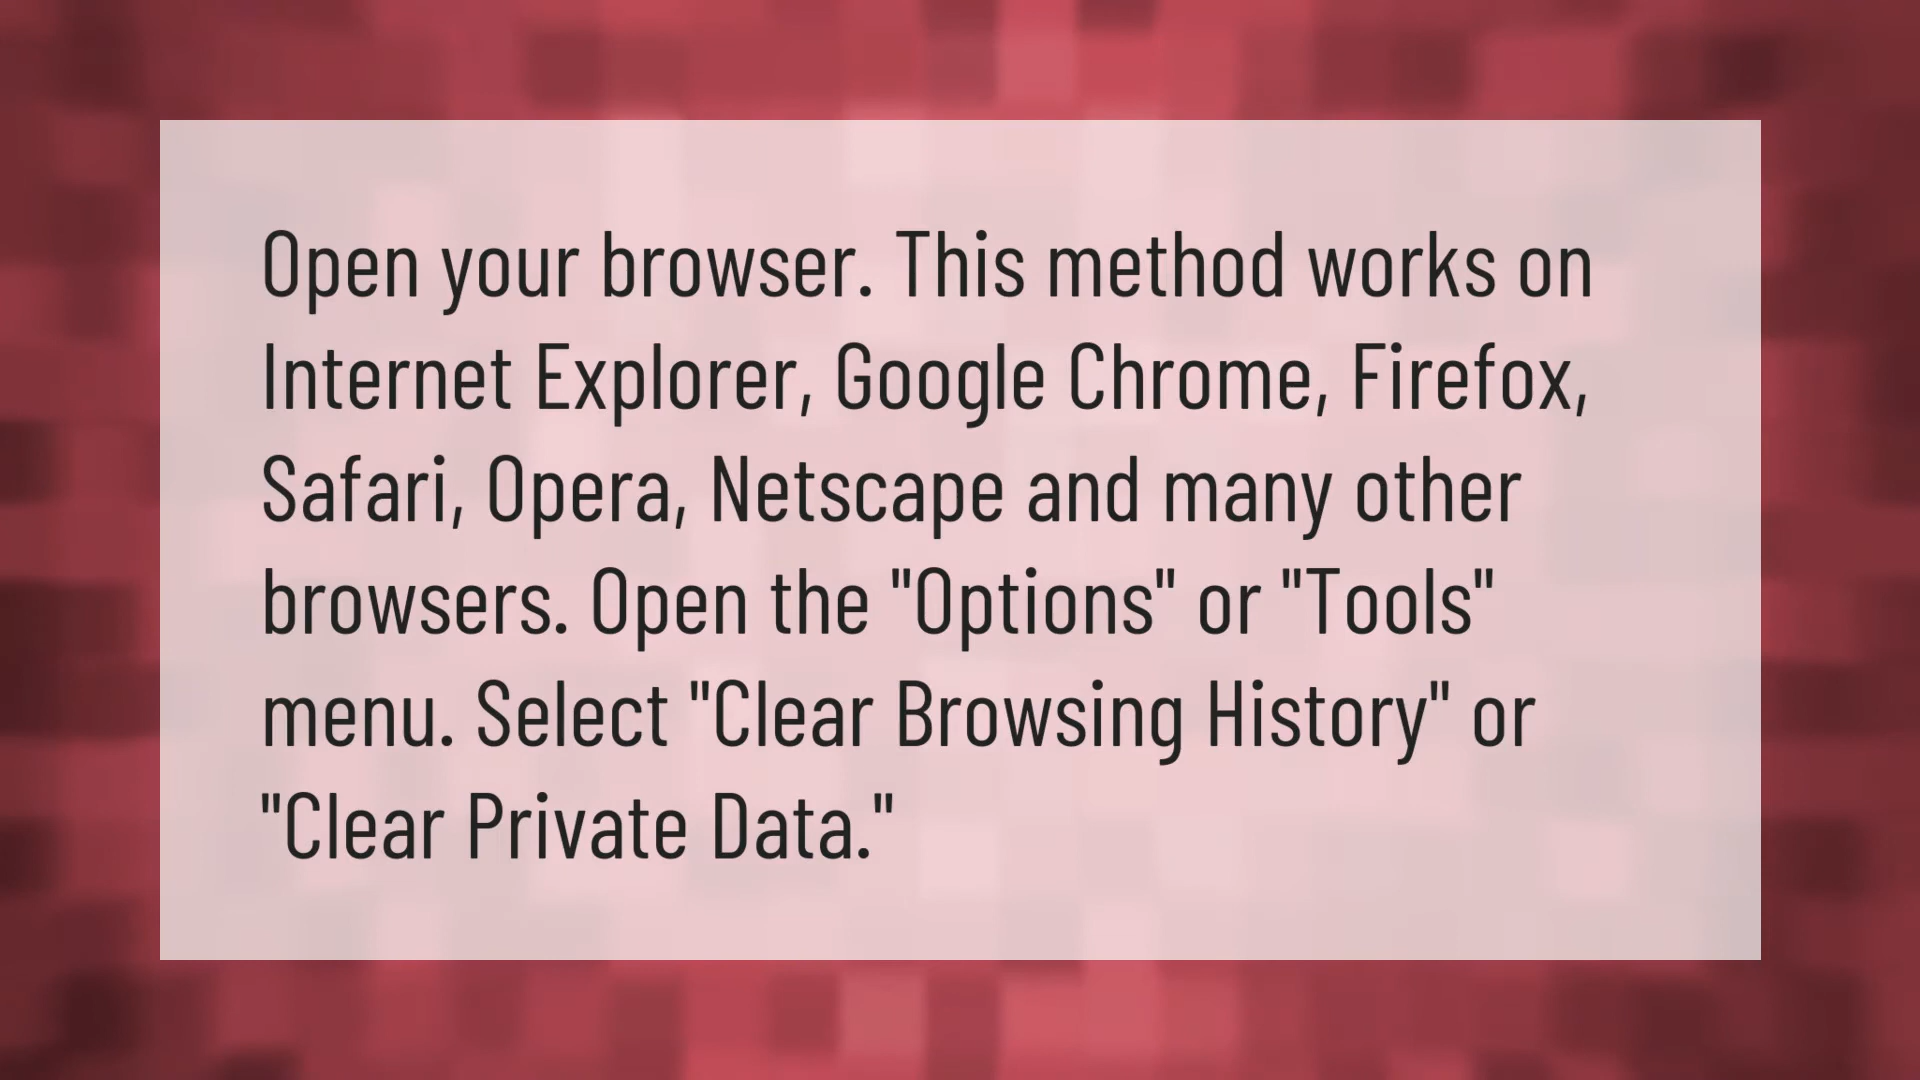 Open your browser. This method works on
Internet Explorer, Google Chrome, Firefox,
Safari, Opera, Netscape and many other
browsers. Open the "Options" or "Tools"
menu. Select "Clear Browsing History" or
"Clear Private Data."